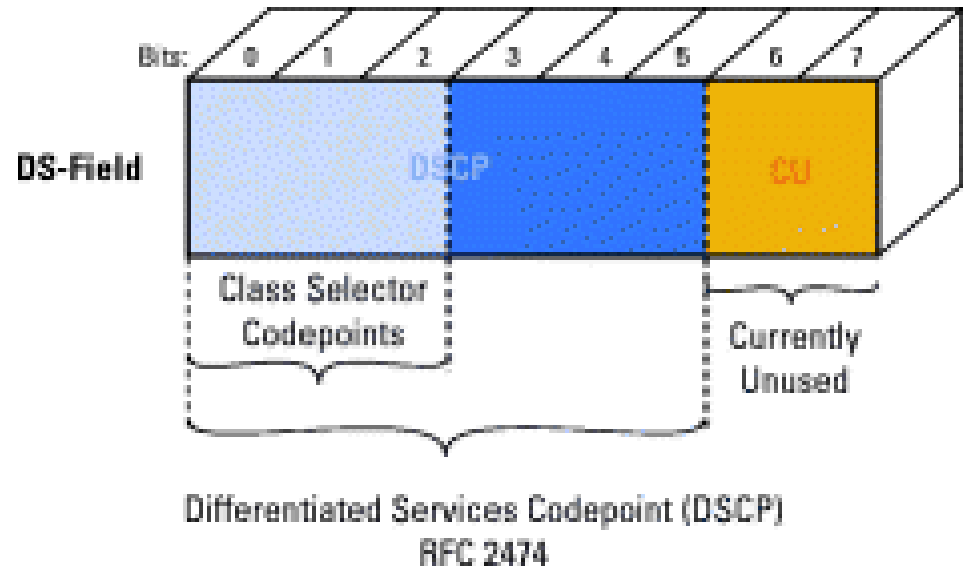 Bits: 0 1 2 3 4 5 6 7
DS-Field
DSCP
CU
Class Selector
Codepoints
Currently
Unused
Differentiated Services Codepoint (DSCP)
RFC 2474